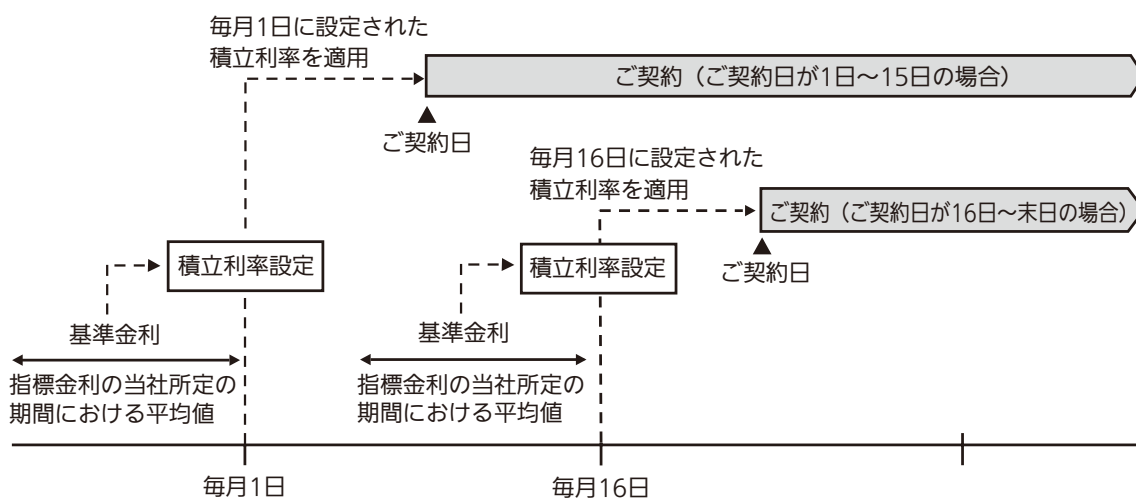 毎月1日に設定された
積立利率を適用
ご契約（ご契約日が1日～15日の場合）
ご契約日
毎月16日に設定された
積立利率を適用
ご契約（ご契約日が16日～末日の場合）
ご契約日
積立利率設定
積立利率設定
基準金利
基準金利
指標金利の当社所定の
期間における平均値
指標金利の当社所定の
期間における平均値
毎月1日
毎月16日